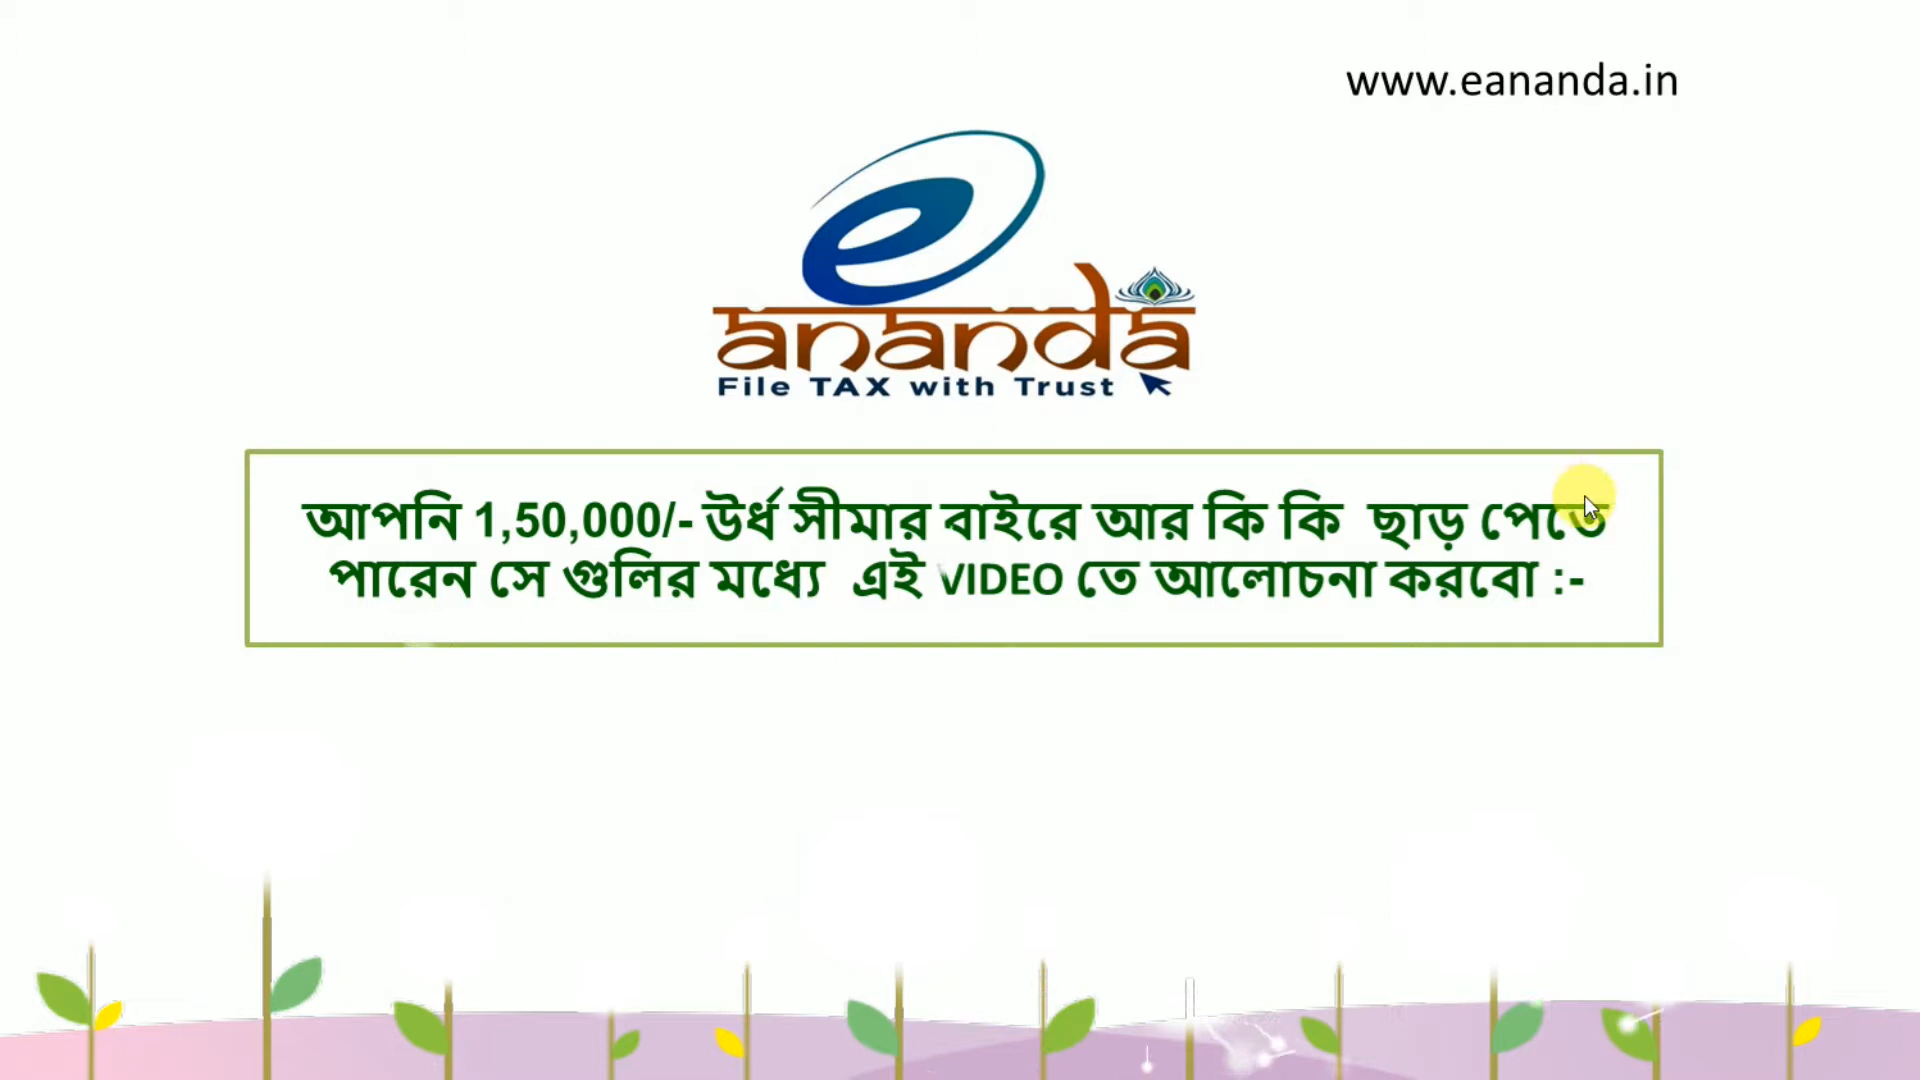 www.eananda.in
e
ananda
File TAX with Trust
আপনি 1,50,000/- উর্ধ সীমার বাইরে আর কি কি ছাড় পেতে
পারেন সে গুলির মধ্যে এই VIDEO তে আলোচনা করবো :-